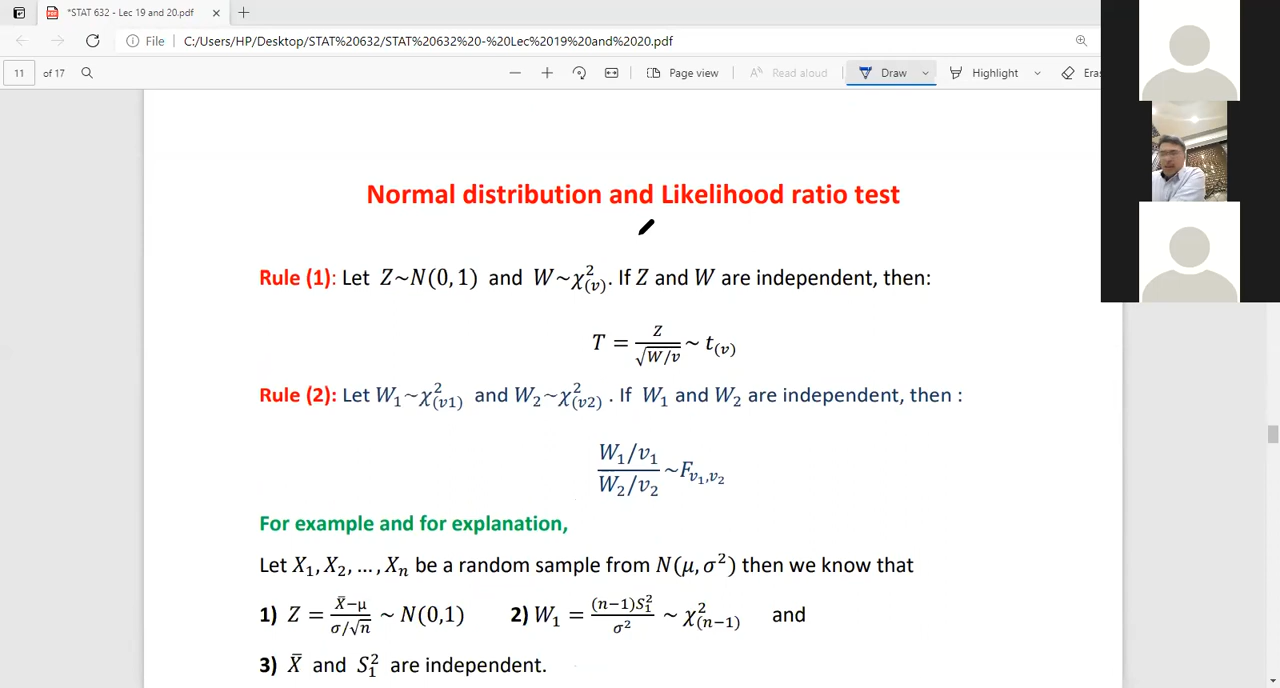 *STAT 632 - Lec 19 and 20.pdf
File C:/Users/HP/Desktop/STAT%20632/STAT%20632%20-%20Lec%2019%20and%2020.pdf
11 of 17 Page view Read aloud Draw Highlight
Normal distribution and Likelihood ratio test
Rule (1): Let Z~N(0, 1) and W~χ²₍ᵥ₎. If Z and W are independent, then:
T = Z / √(W/v) ~ t₍ᵥ₎
Rule (2): Let W₁~χ²₍ᵥ₁₎ and W₂~χ²₍ᵥ₂₎ . If W₁ and W₂ are independent, then :
(W₁/v₁) / (W₂/v₂) ~F_{v₁,v₂}
For example and for explanation,
Let X₁, X₂, ... , Xₙ be a random sample from N(μ, σ²) then we know that
1) Z = (X̄−μ) / (σ/√n) ~ N(0,1) 2) W₁ = (n−1)S₁² / σ² ~ χ²₍ₙ₋₁₎ and
3) X̄ and S₁² are independent.